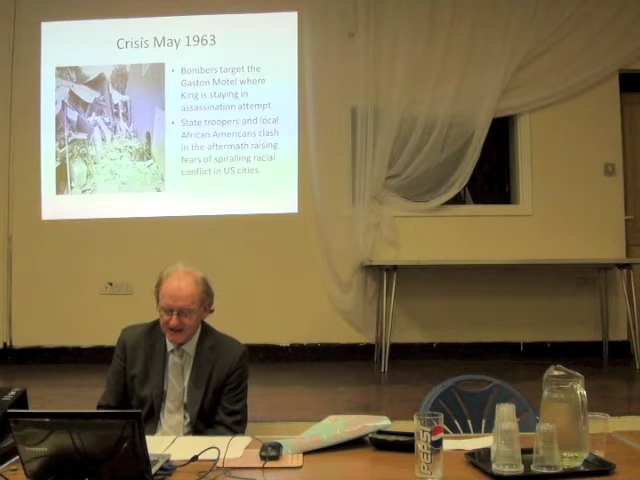 Crisis May 1963
• Bombers target the
Gaston Motel where
King is staying in
assassination attempt
• State troopers and local
African Americans clash
in the aftermath raising
fears of spiralling racial
conflict in US cities
PEPSI